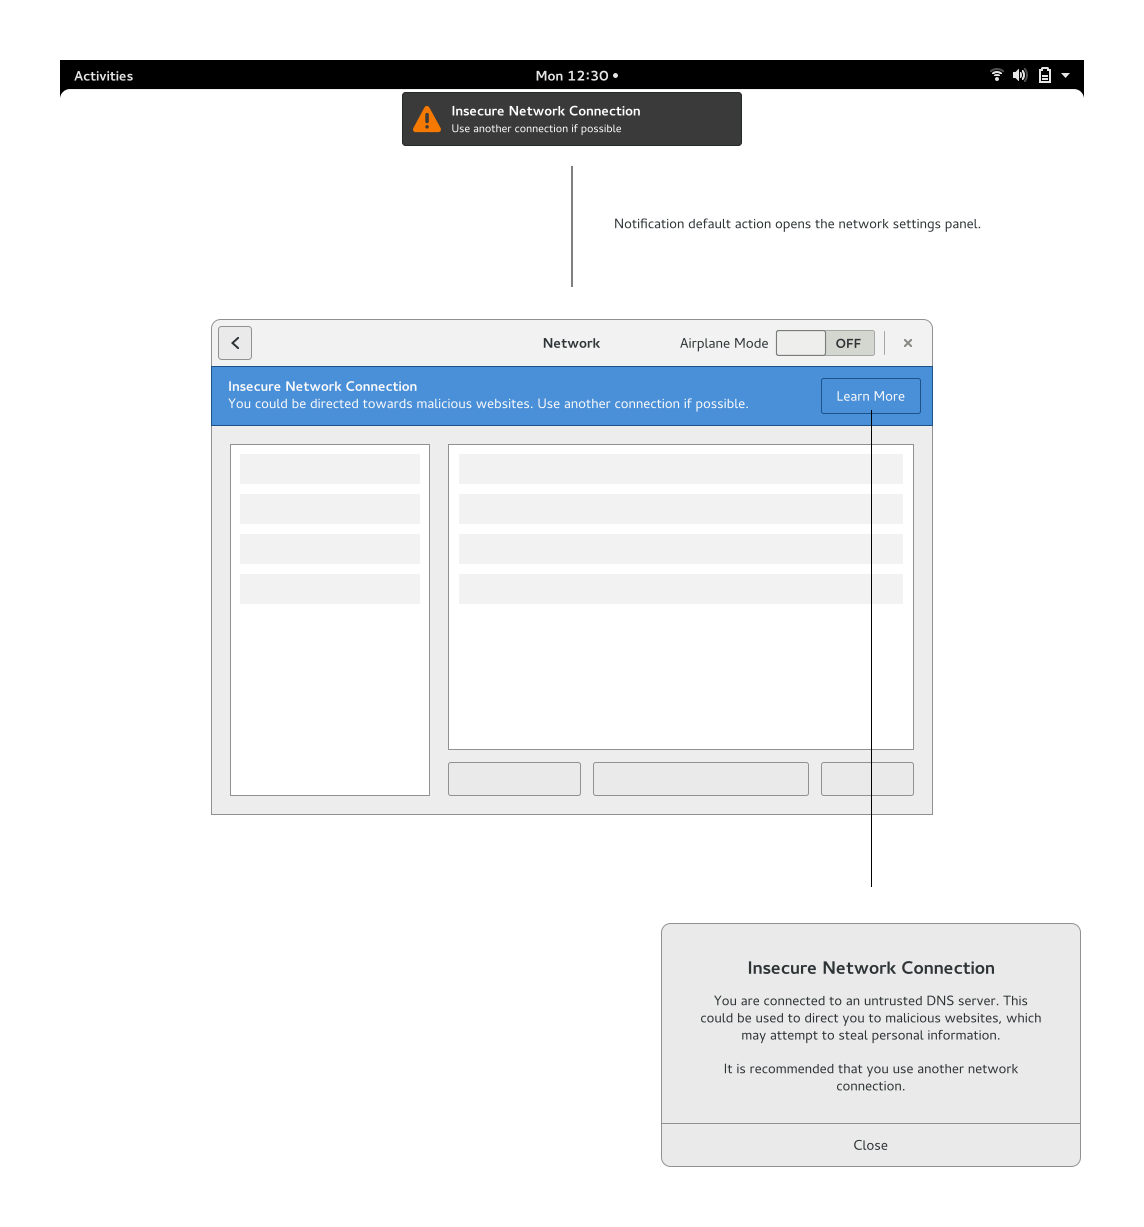 Activities
Mon 12:30 •
Insecure Network Connection
Use another connection if possible
Notification default action opens the network settings panel.
Network
Airplane Mode
OFF
Insecure Network Connection
You could be directed towards malicious websites. Use another connection if possible.
Learn More
Insecure Network Connection
You are connected to an untrusted DNS server. This
could be used to direct you to malicious websites, which
may attempt to steal personal information.
It is recommended that you use another network
connection.
Close